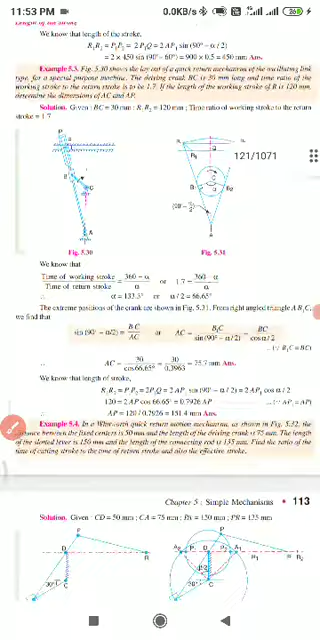 11:53 PM
0.0KB/s
26
length of the stroke
We know that length of the stroke,
R₁R₂ = P₁P₂ = 2 P₁Q = 2 AP₁ sin (90° – α / 2)
= 2 × 450 sin (90° – 60°) = 900 × 0.5 = 450 mm Ans.
Example 5.3. Fig. 5.30 shows the lay out of a quick return mechanism of the oscillating link
type, for a special purpose machine. The driving crank BC is 30 mm long and time ratio of the
working stroke to the return stroke is to be 1.7. If the length of the working stroke of R is 120 mm,
determine the dimensions of AC and AP.
Solution. Given : BC = 30 mm ; R₁R₂ = 120 mm ; Time ratio of working stroke to the return
stroke = 1.7
121/1071
Fig. 5.30 Fig. 5.31
We know that
Time of working stroke / Time of return stroke = 360 – α / α or 1.7 = 360 – α / α
∴ α = 133.3° or α / 2 = 66.65°
The extreme positions of the crank are shown in Fig. 5.31. From right angled triangle A B₁C,
we find that
sin (90° – α/2) = B₁C / AC or AC = B₁C / sin (90° – α / 2) = BC / cos α / 2
...(∵ B₁C = BC)
∴ AC = 30 / cos 66.65° = 30 / 0.3963 = 75.7 mm Ans.
We know that length of stroke,
R₁R₂ = P₁P₂ = 2 P₁Q = 2 AP₁ sin (90° – α / 2) = 2 AP₁ cos α / 2
120 = 2 AP cos 66.65° = 0.7926 AP ...(∵ AP₁ = AP)
∴ AP = 120 / 0.7926 = 151.4 mm Ans.
Example 5.4. In a Whitworth quick return motion mechanism, as shown in Fig. 5.32, the
distance between the fixed centers is 50 mm and the length of the driving crank is 75 mm. The length
of the slotted lever is 150 mm and the length of the connecting rod is 135 mm. Find the ratio of the
time of cutting stroke to the time of return stroke and also the effective stroke.
Chapter 5 : Simple Mechanisms • 113
Solution. Given : CD = 50 mm ; CA = 75 mm ; PA = 150 mm ; PR = 135 mm